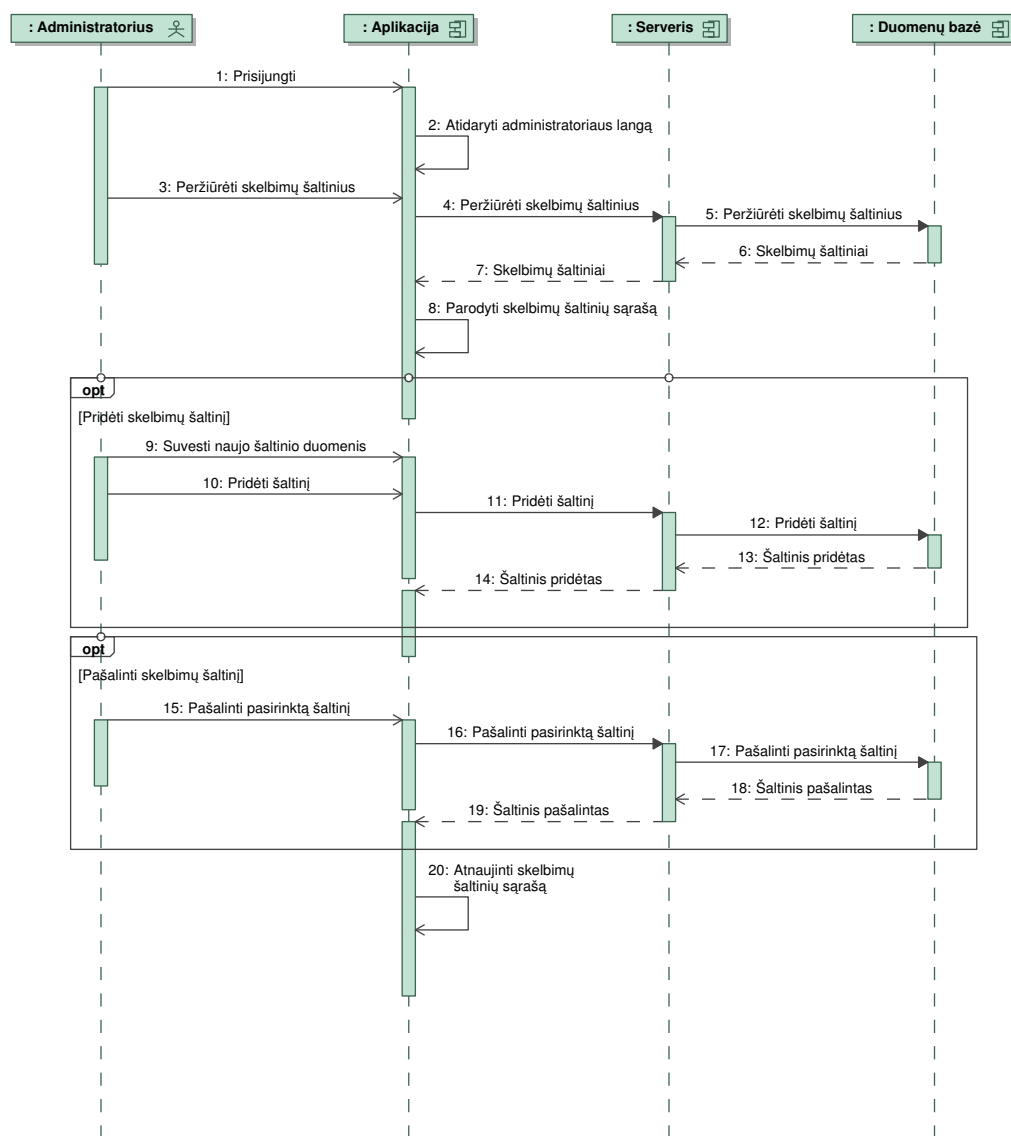 : Administratorius
: Aplikacija
: Serveris
: Duomenų bazė
1: Prisijungti
2: Atidaryti administratoriaus langą
3: Peržiūrėti skelbimų šaltinius
4: Peržiūrėti skelbimų šaltinius
5: Peržiūrėti skelbimų šaltinius
6: Skelbimų šaltiniai
7: Skelbimų šaltiniai
8: Parodyti skelbimų šaltinių sąrašą
opt
[Pridėti skelbimų šaltinį]
9: Suvesti naujo šaltinio duomenis
10: Pridėti šaltinį
11: Pridėti šaltinį
12: Pridėti šaltinį
13: Šaltinis pridėtas
14: Šaltinis pridėtas
opt
[Pašalinti skelbimų šaltinį]
15: Pašalinti pasirinktą šaltinį
16: Pašalinti pasirinktą šaltinį
17: Pašalinti pasirinktą šaltinį
18: Šaltinis pašalintas
19: Šaltinis pašalintas
20: Atnaujinti skelbimų
šaltinių sąrašą